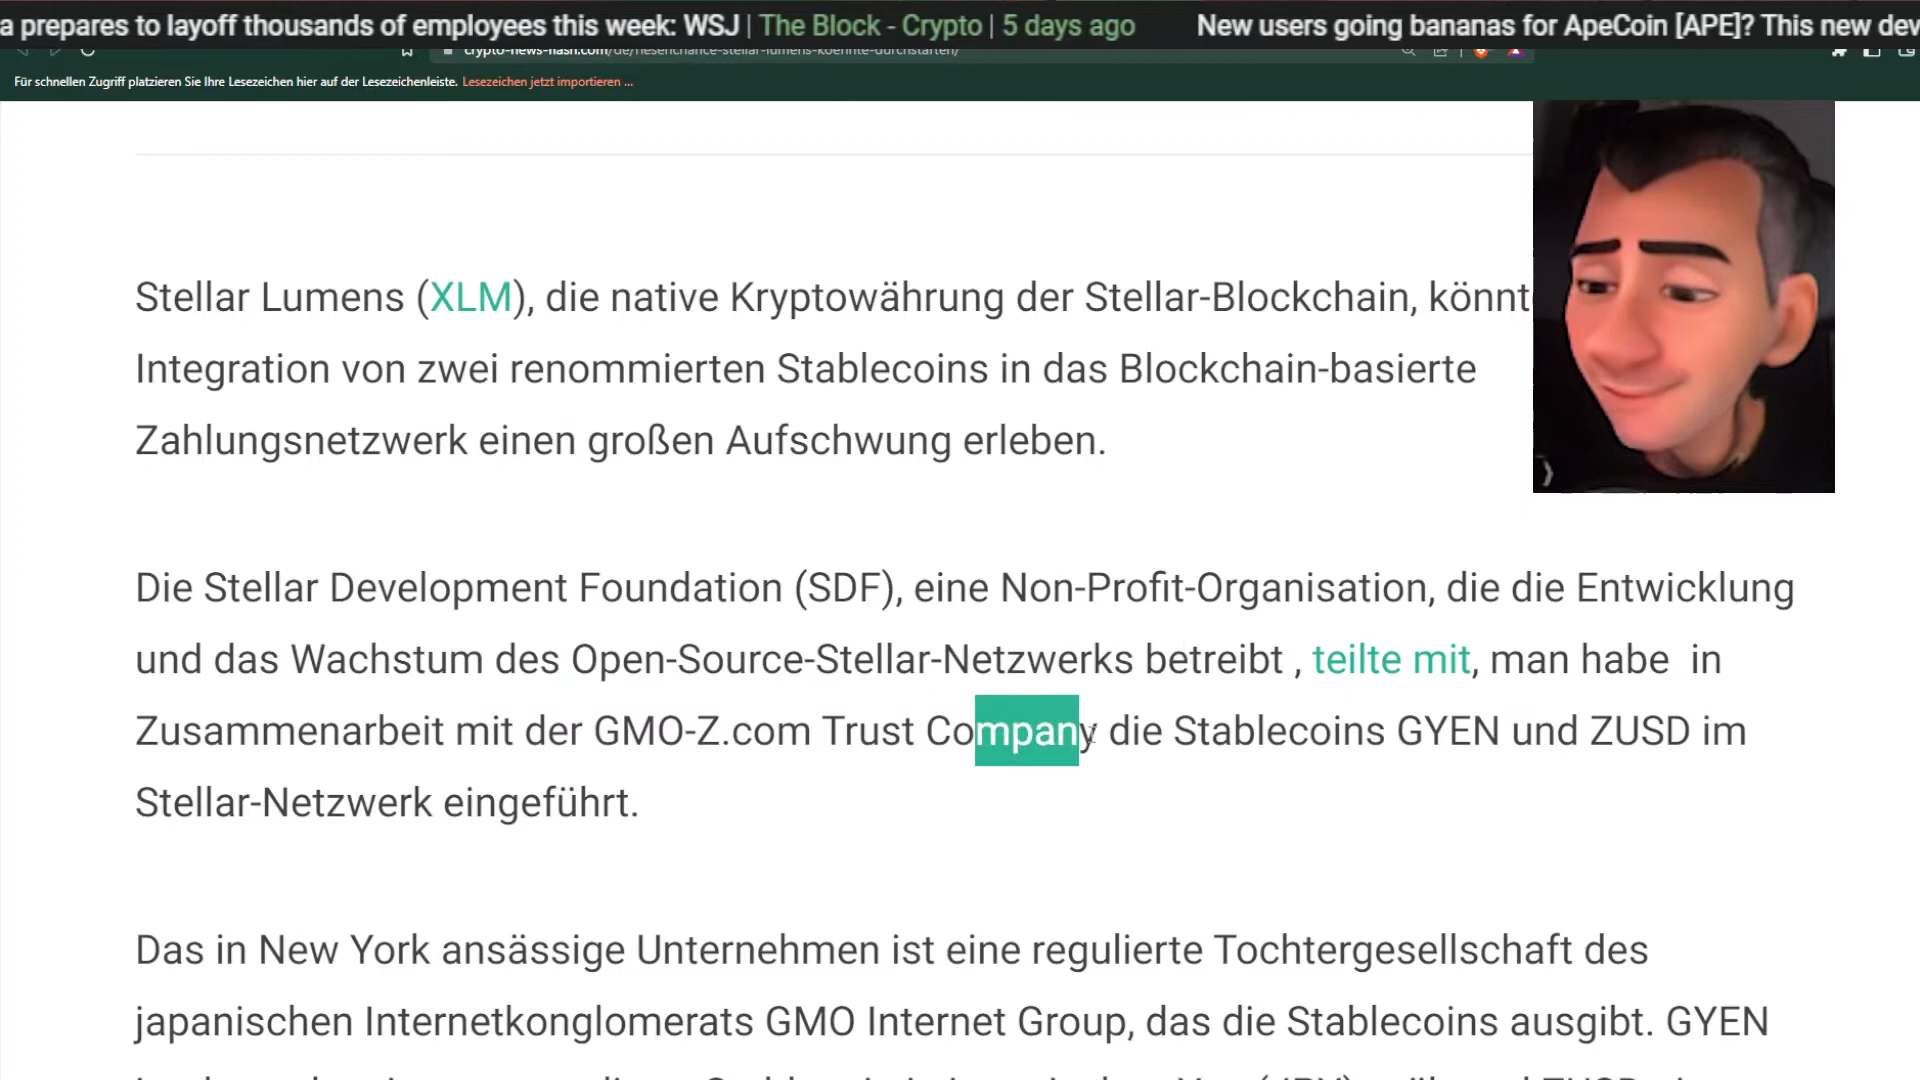 a prepares to layoff thousands of employees this week: WSJ | The Block - Crypto | 5 days ago New users going bananas for ApeCoin [APE]? This new dev
crypto-news-flash.com/de/riesenchance-stellar-lumens-koennte-durchstarten/
Für schnellen Zugriff platzieren Sie Ihre Lesezeichen hier auf der Lesezeichenleiste. Lesezeichen jetzt importieren ...
Stellar Lumens (XLM), die native Kryptowährung der Stellar-Blockchain, könnt
Integration von zwei renommierten Stablecoins in das Blockchain-basierte
Zahlungsnetzwerk einen großen Aufschwung erleben.
Die Stellar Development Foundation (SDF), eine Non-Profit-Organisation, die die Entwicklung
und das Wachstum des Open-Source-Stellar-Netzwerks betreibt , teilte mit, man habe in
Zusammenarbeit mit der GMO-Z.com Trust Company die Stablecoins GYEN und ZUSD im
Stellar-Netzwerk eingeführt.
Das in New York ansässige Unternehmen ist eine regulierte Tochtergesellschaft des
japanischen Internetkonglomerats GMO Internet Group, das die Stablecoins ausgibt. GYEN